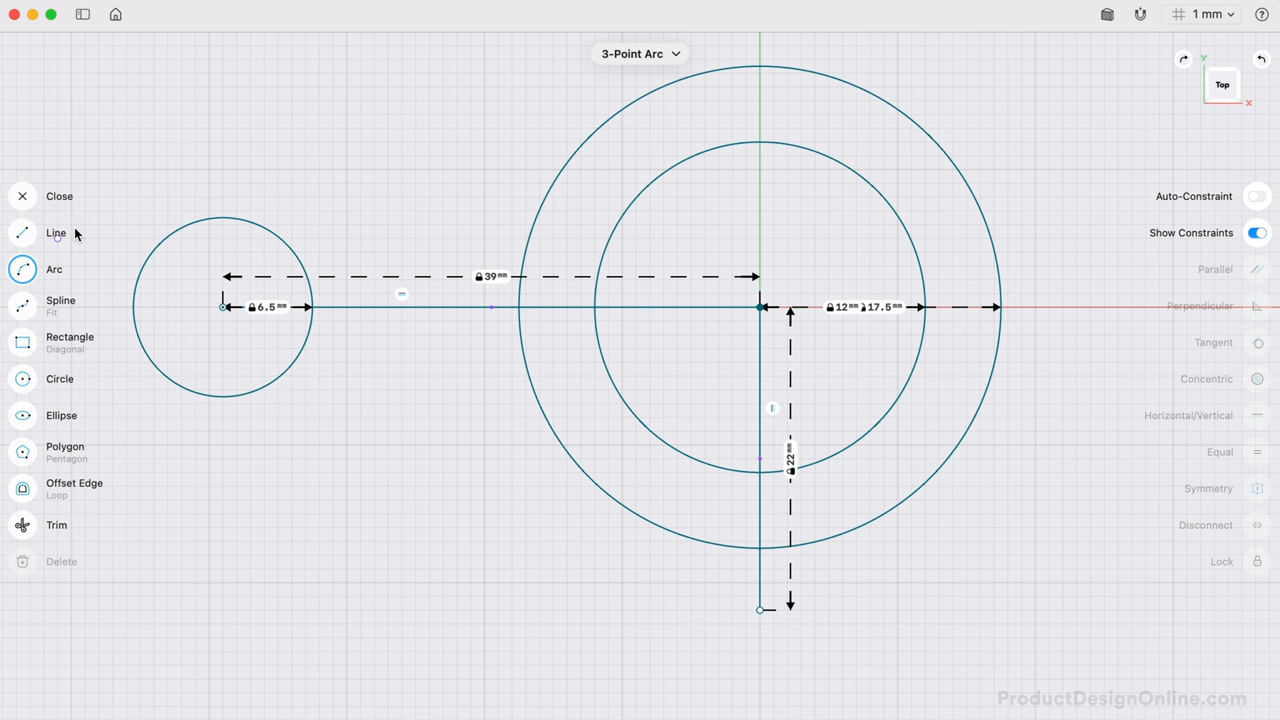 1 mm
3-Point Arc
Y
Top
X
Close
Line
Arc
Spline
Fit
Rectangle
Diagonal
Circle
Ellipse
Polygon
Pentagon
Offset Edge
Loop
Trim
Delete
39 mm
6.5 mm
12 mm 17.5 mm
22 mm
Auto-Constraint
Show Constraints
Parallel
Perpendicular
Tangent
Concentric
Horizontal/Vertical
Equal
Symmetry
Disconnect
Lock
ProductDesignOnline.com